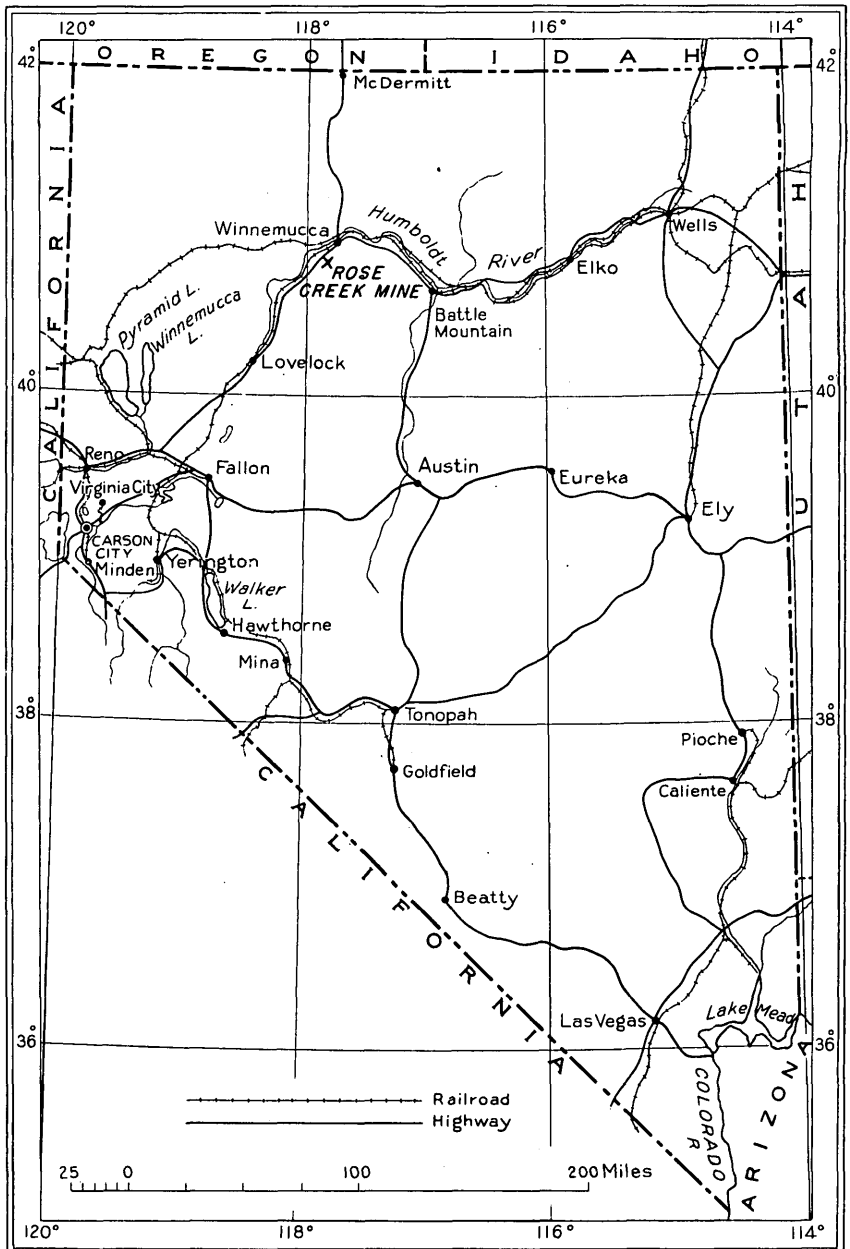 120° 118° 116° 114°
OREGON IDAHO
42° 42°
McDermitt
CALIFORNIA
UTAH
Winnemucca
Humboldt River
Wells
Elko
ROSE CREEK MINE
Battle Mountain
Pyramid L.
Winnemucca L.
Lovelock
40° 40°
Reno
Fallon
Austin
Eureka
Virginia City
Ely
CARSON CITY
Minden
Yerington
Walker L.
Hawthorne
Mina
38° 38°
Tonopah
Pioche
Goldfield
Caliente
CALIFORNIA
Beatty
Las Vegas
Lake Mead
36° 36°
COLORADO R
ARIZONA
Railroad
Highway
25 0 100 200 Miles
120° 118° 116° 114°